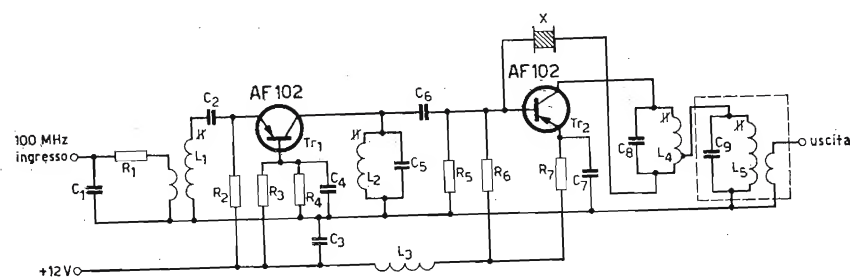 X
AF102
AF102
C2
C6
Tr1
Tr2
100 MHz
ingresso
R1
L1
C1
R2
R3
R4
C4
L2
C5
R5
R6
R7
C7
C8
L4
C9
L5
uscita
C3
L3
+12V